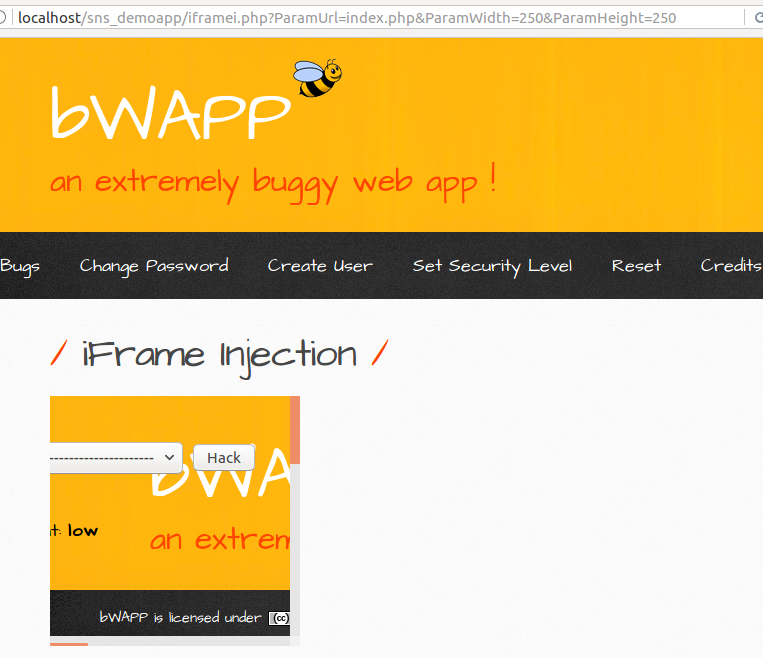 localhost/sns_demoapp/iframei.php?ParamUrl=index.php&ParamWidth=250&ParamHeight=250
bWAPP
an extremely buggy web app !
Bugs Change Password Create User Set Security Level Reset Credits
/ iFrame Injection /
--------------------- Hack
bWA
t: low
an extrem
bWAPP is licensed under (cc)